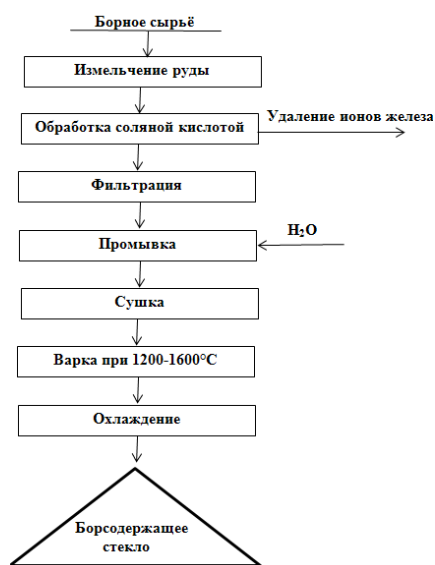 Борное сырьё
Измельчение руды
Обработка соляной кислотой
Удаление ионов железа
Фильтрация
Промывка
H₂O
Сушка
Варка при 1200-1600°C
Охлаждение
Борсодержащее
стекло